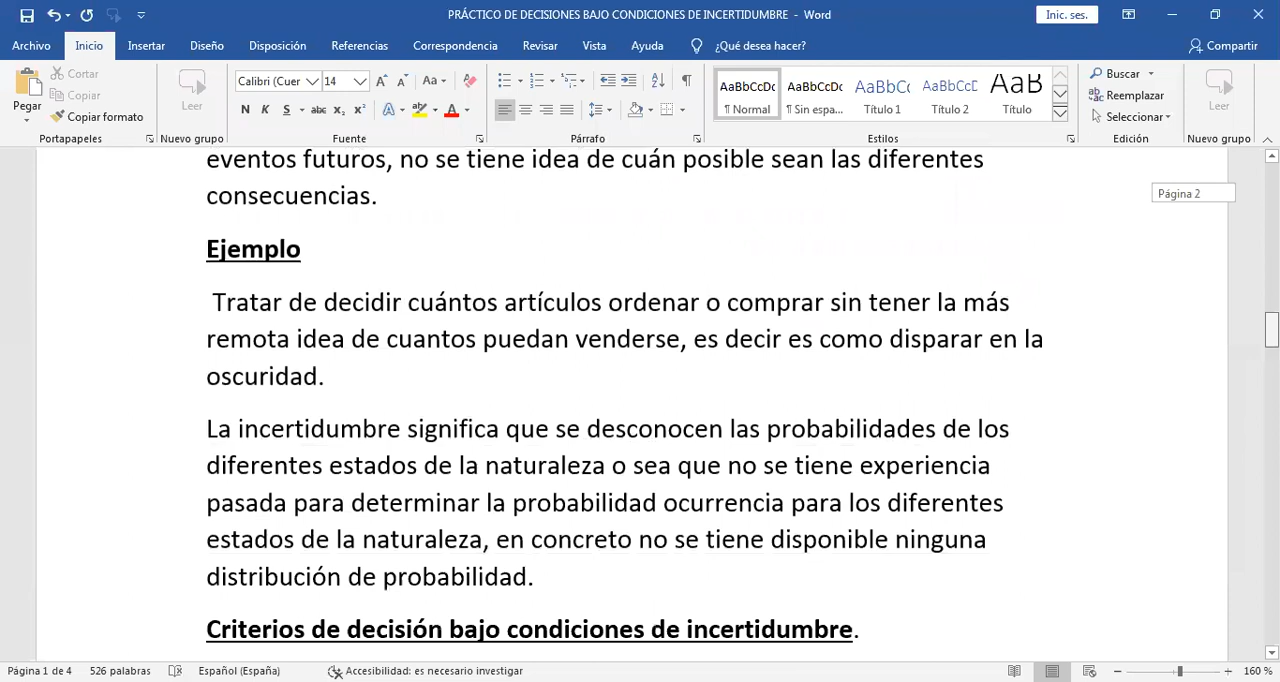 PRÁCTICO DE DECISIONES BAJO CONDICIONES DE INCERTIDUMBRE - Word
Inic. ses.
Archivo Inicio Insertar Diseño Disposición Referencias Correspondencia Revisar Vista Ayuda ¿Qué desea hacer? Compartir
Pegar
Cortar
Copiar
Copiar formato
Portapapeles
Leer
Nuevo grupo
Calibri (Cuer 14
Fuente
Párrafo
AaBbCcDc
¶ Normal
AaBbCcDc
¶ Sin espa...
AaBbCc
Título 1
AaBbCcD
Título 2
AaB
Título
Estilos
Buscar
Reemplazar
Seleccionar
Edición
Leer
Nuevo grupo
Página 2
eventos futuros, no se tiene idea de cuán posible sean las diferentes
consecuencias.
Ejemplo
Tratar de decidir cuántos artículos ordenar o comprar sin tener la más
remota idea de cuantos puedan venderse, es decir es como disparar en la
oscuridad.
La incertidumbre significa que se desconocen las probabilidades de los
diferentes estados de la naturaleza o sea que no se tiene experiencia
pasada para determinar la probabilidad ocurrencia para los diferentes
estados de la naturaleza, en concreto no se tiene disponible ninguna
distribución de probabilidad.
Criterios de decisión bajo condiciones de incertidumbre.
Página 1 de 4 526 palabras Español (España) Accesibilidad: es necesario investigar 160 %